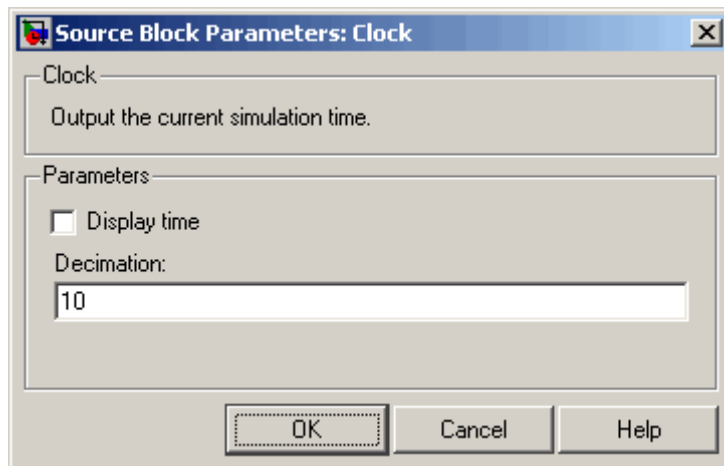 Source Block Parameters: Clock
Clock
Output the current simulation time.
Parameters
Display time
Decimation:
10
OK Cancel Help